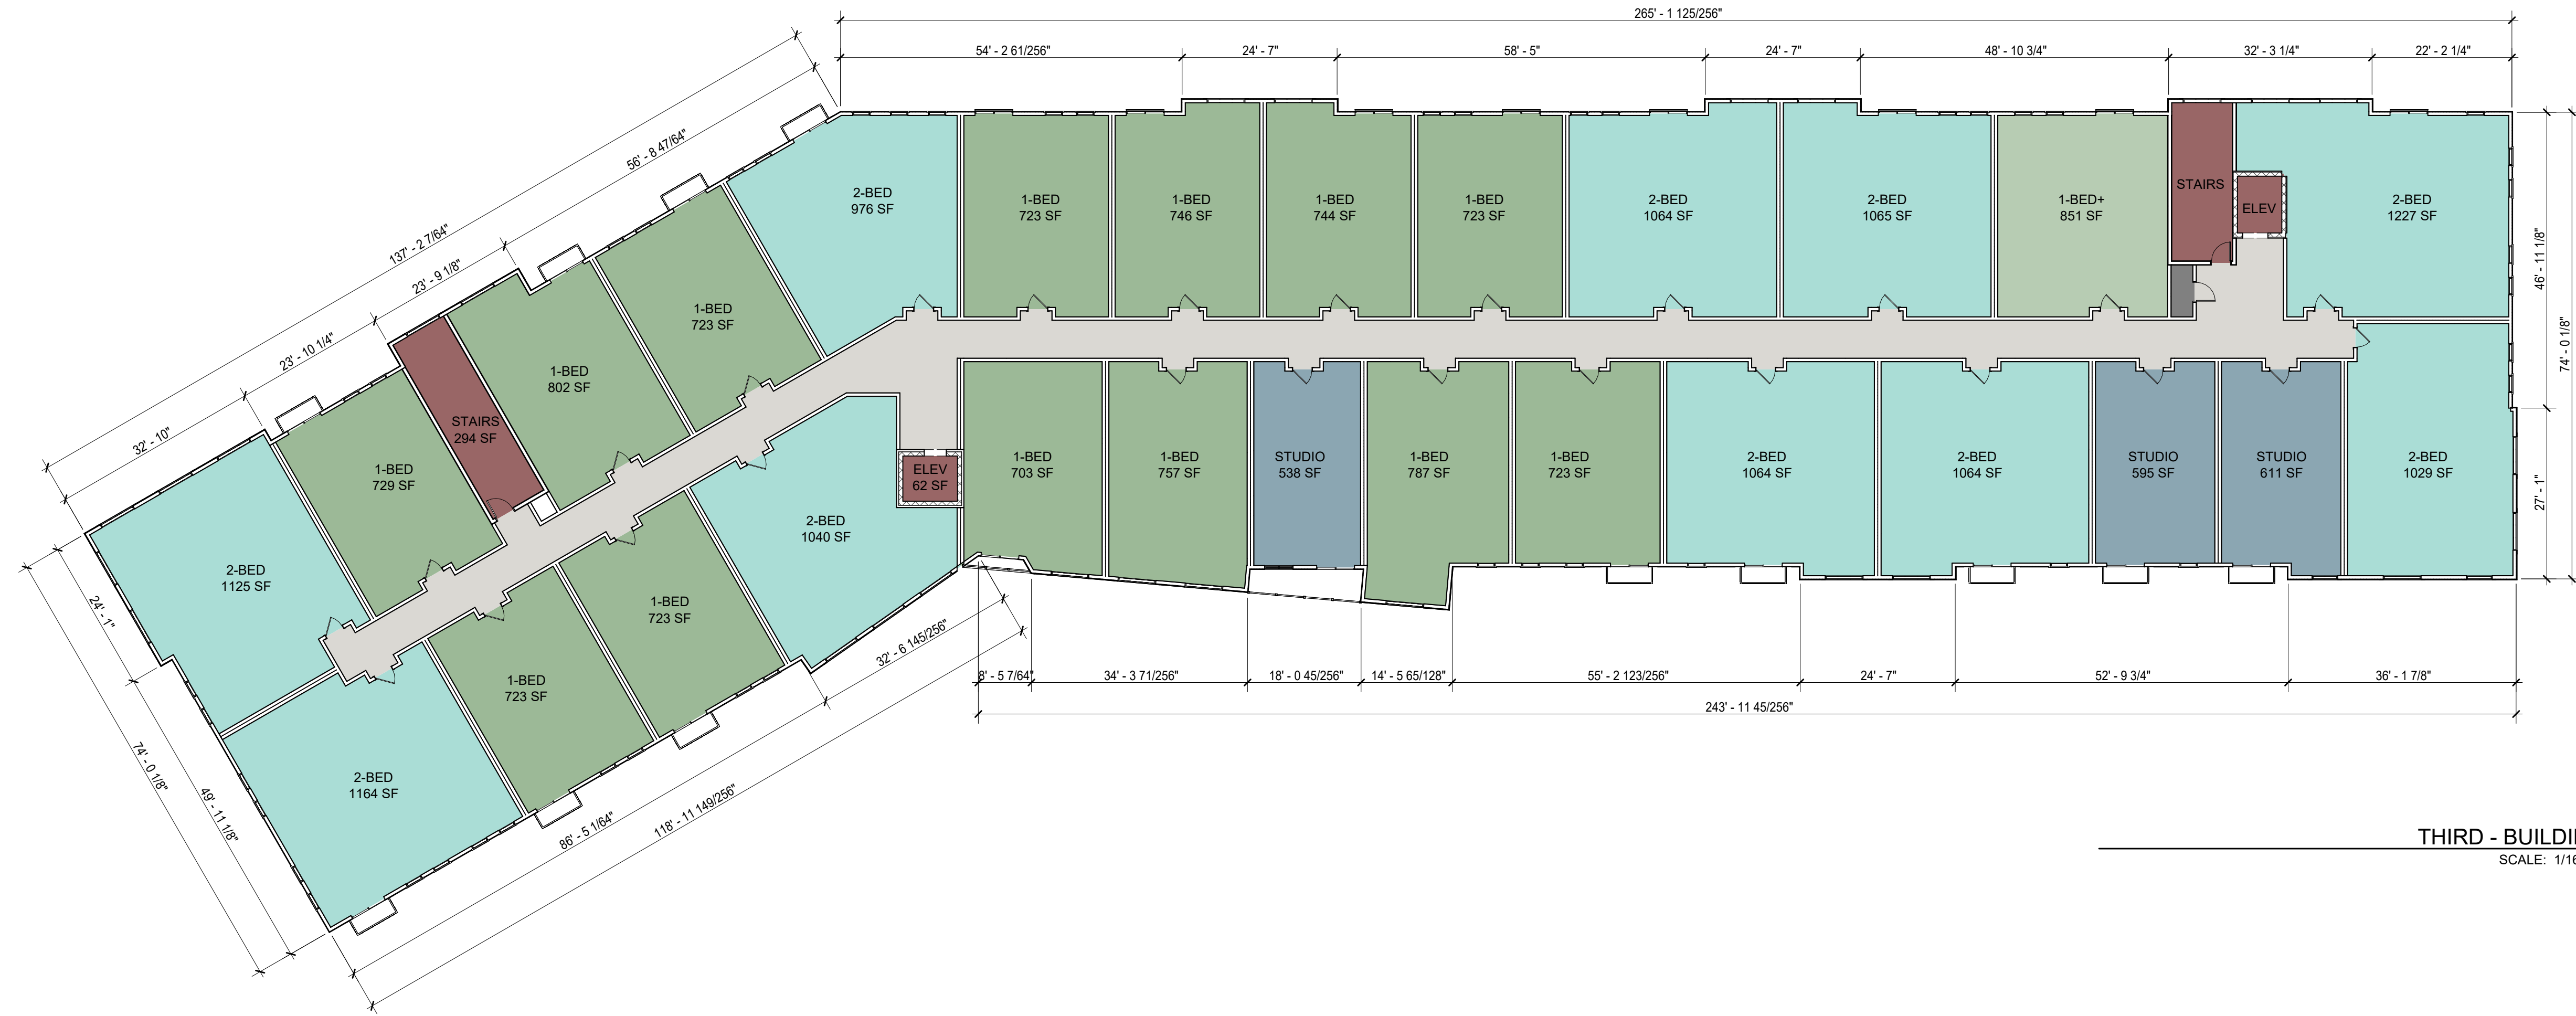 265' - 1 125/256"
54' - 2 61/256"
24' - 7"
58' - 5"
24' - 7"
48' - 10 3/4"
32' - 3 1/4"
22' - 2 1/4"
137' - 2 7/64"
56' - 8 47/64"
23' - 9 1/8"
23' - 10 1/4"
32' - 10"
2-BED
976 SF
1-BED
723 SF
1-BED
746 SF
1-BED
744 SF
1-BED
723 SF
2-BED
1064 SF
2-BED
1065 SF
1-BED+
851 SF
STAIRS
ELEV
2-BED
1227 SF
46' - 11 1/8"
74' - 0 1/8"
27' - 1"
1-BED
723 SF
1-BED
802 SF
STAIRS
294 SF
1-BED
729 SF
2-BED
1125 SF
2-BED
1164 SF
1-BED
723 SF
1-BED
723 SF
2-BED
1040 SF
ELEV
62 SF
1-BED
703 SF
1-BED
757 SF
STUDIO
538 SF
1-BED
787 SF
1-BED
723 SF
2-BED
1064 SF
2-BED
1064 SF
STUDIO
595 SF
STUDIO
611 SF
2-BED
1029 SF
24' - 1"
74' - 0 1/8"
49' - 11 1/8"
86' - 5 1/64"
118' - 11 149/256"
32' - 6 145/256"
8' - 5 7/64"
34' - 3 71/256"
18' - 0 45/256"
14' - 5 65/128"
55' - 2 123/256"
24' - 7"
52' - 9 3/4"
36' - 1 7/8"
243' - 11 45/256"
THIRD - BUILDI
SCALE: 1/16